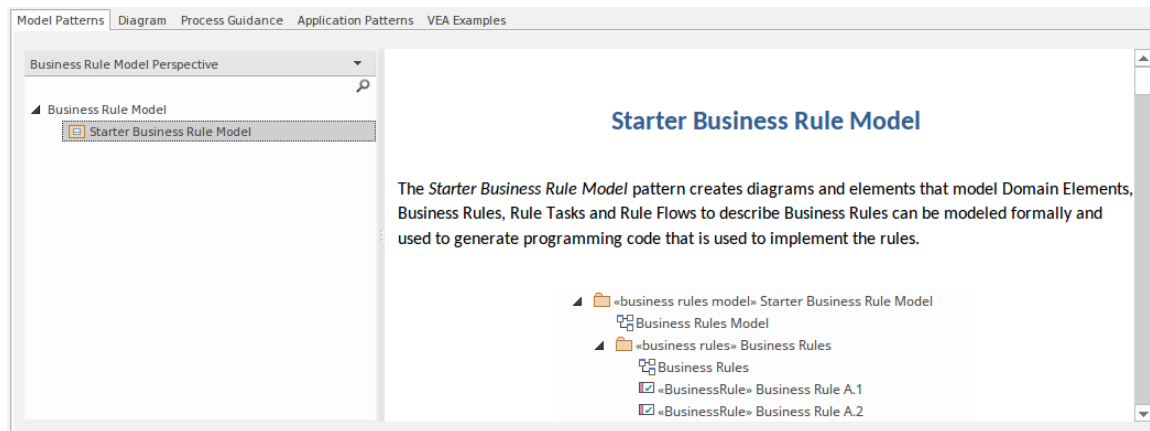 Model Patterns Diagram Process Guidance Application Patterns VEA Examples
Business Rule Model Perspective
Business Rule Model
Starter Business Rule Model
Starter Business Rule Model
The Starter Business Rule Model pattern creates diagrams and elements that model Domain Elements,
Business Rules, Rule Tasks and Rule Flows to describe Business Rules can be modeled formally and
used to generate programming code that is used to implement the rules.
«business rules model» Starter Business Rule Model
Business Rules Model
«business rules» Business Rules
Business Rules
«BusinessRule» Business Rule A.1
«BusinessRule» Business Rule A.2